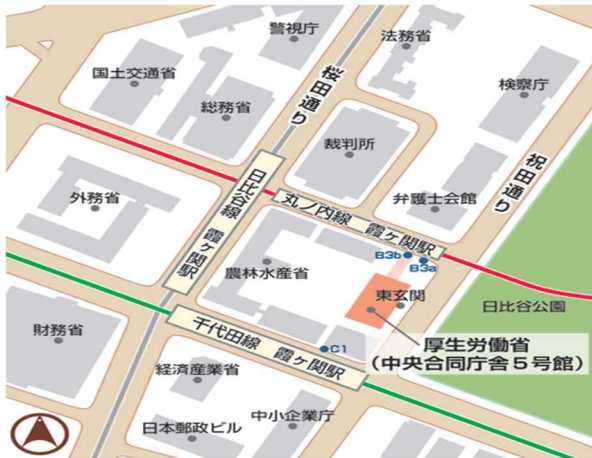 警視庁
法務省
国土交通省
桜田通り
検察庁
総務省
裁判所
祝田通り
外務省
日比谷線 霞ヶ関駅
丸ノ内線 霞ヶ関駅
弁護士会館
B3b
B3a
農林水産省
東玄関
日比谷公園
千代田線 霞ヶ関駅
C1
財務省
厚生労働省
(中央合同庁舎5号館)
経済産業省
中小企業庁
日本郵政ビル